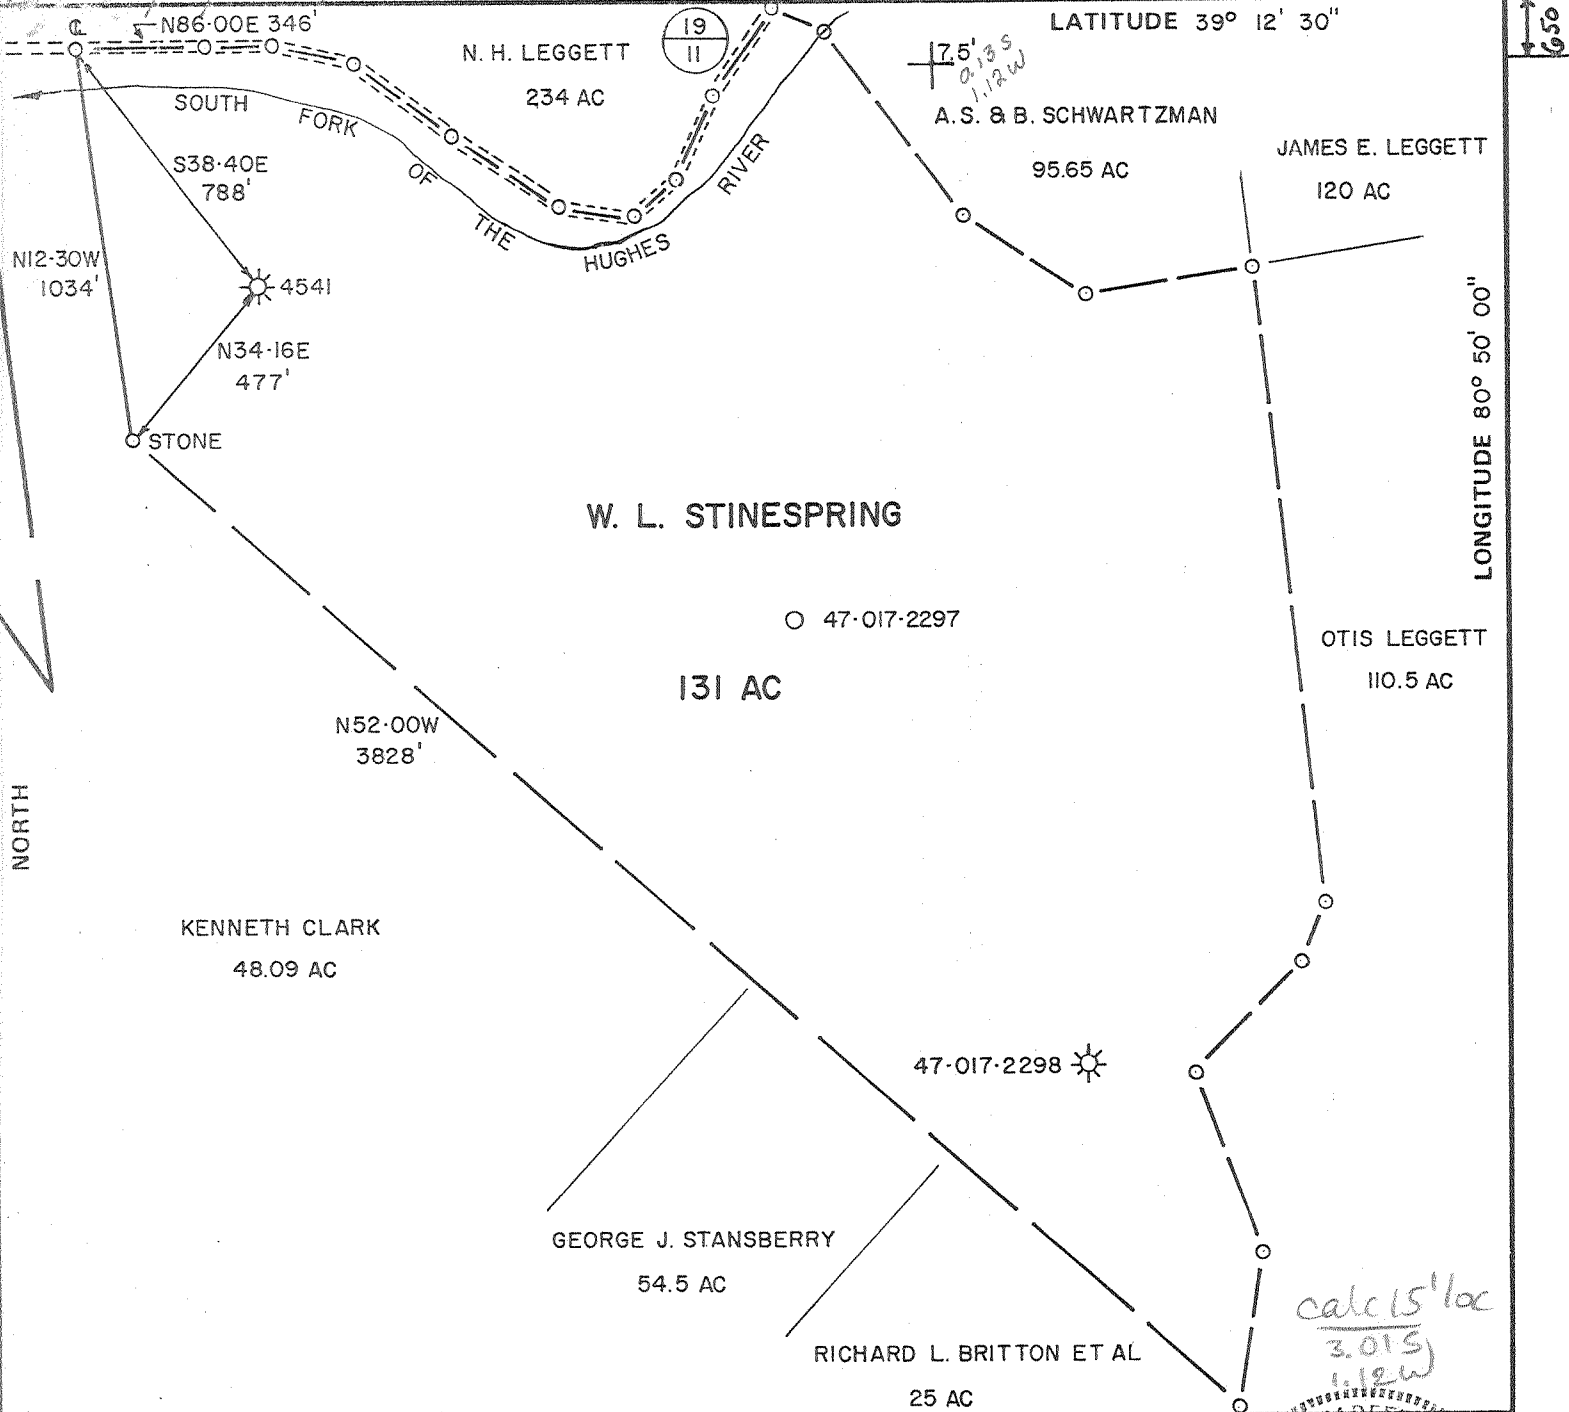 ℄
N86·00E 346'
N. H. LEGGETT
234 AC
19
11
LATITUDE 39° 12' 30"
650
7.5'
0.13 S
1.12 W
A.S. & B. SCHWARTZMAN
95.65 AC
JAMES E. LEGGETT
120 AC
SOUTH FORK OF THE HUGHES RIVER
S38·40E
788'
N12·30W
1034'
4541
N34·16E
477'
STONE
LONGITUDE 80° 50' 00"
W. L. STINESPRING
47·017·2297
131 AC
OTIS LEGGETT
110.5 AC
N52·00W
3828'
NORTH
KENNETH CLARK
48.09 AC
47-017·2298
GEORGE J. STANSBERRY
54.5 AC
RICHARD L. BRITTON ET AL
25 AC
calc 15' loc
3.01 S
1.12 W